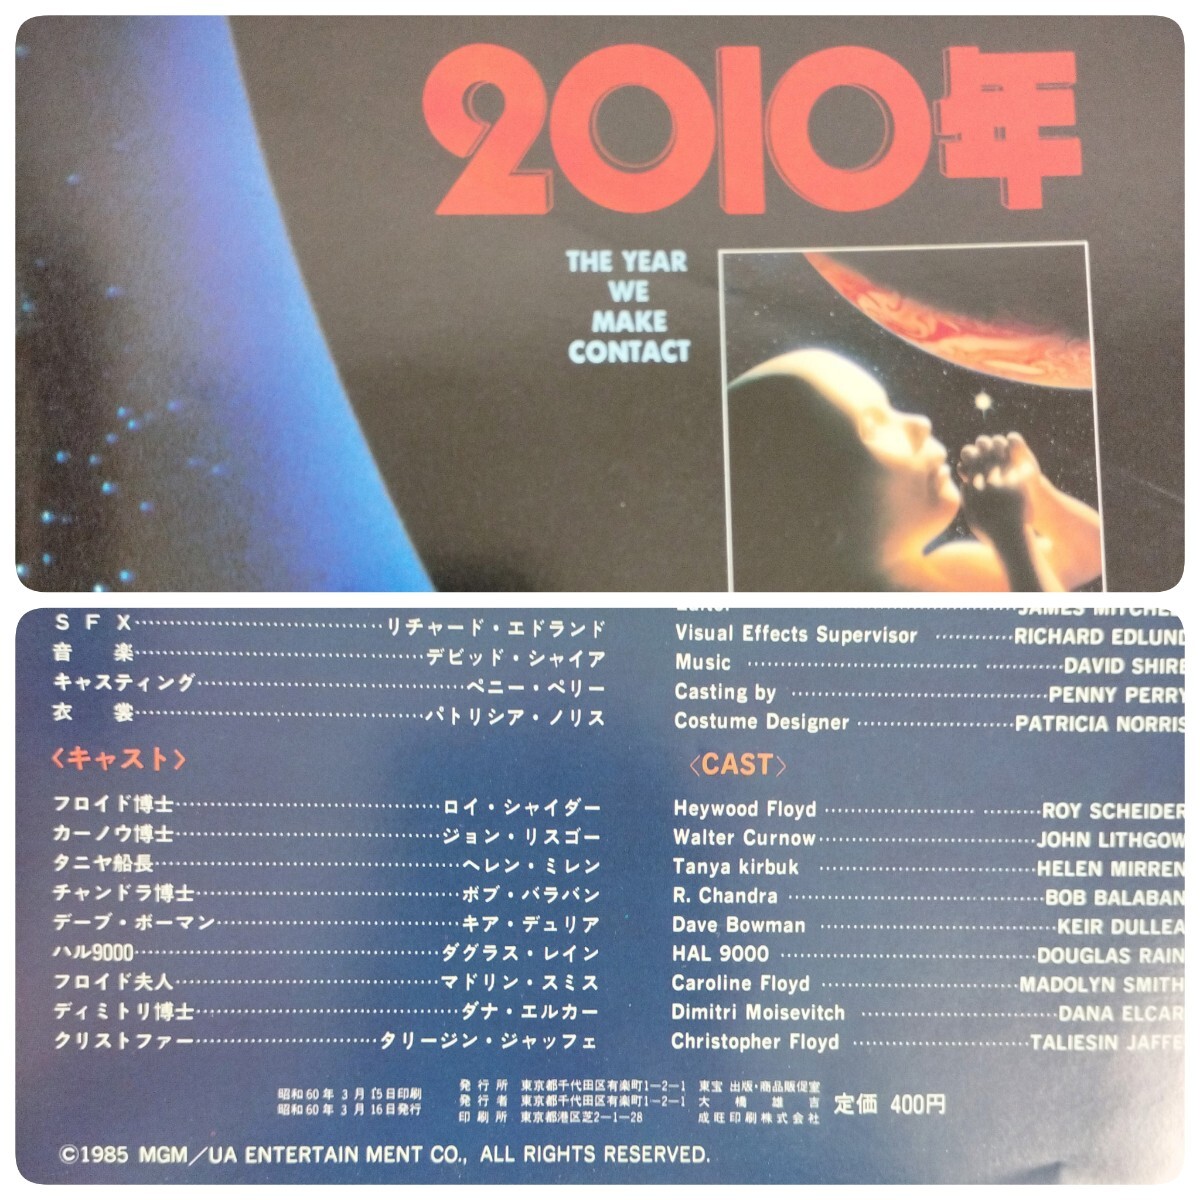 2010年
THE YEAR
WE
MAKE
CONTACT
SFX リチャード・エドランド
音楽 デビッド・シャイア
キャスティング ペニー・ペリー
衣裳 パトリシア・ノリス
〈キャスト〉
フロイド博士 ロイ・シャイダー
カーノウ博士 ジョン・リスゴー
タニヤ船長 ヘレン・ミレン
チャンドラ博士 ボブ・バラバン
デーブ・ボーマン キア・デュリア
ハル9000 ダグラス・レイン
フロイド夫人 マドリン・スミス
ディミトリ博士 ダナ・エルカー
クリストファー タリージン・ジャッフェ
JAMES MITCHEL
Visual Effects Supervisor RICHARD EDLUND
Music DAVID SHIRE
Casting by PENNY PERRY
Costume Designer PATRICIA NORRIS
〈CAST〉
Heywood Floyd ROY SCHEIDER
Walter Curnow JOHN LITHGOW
Tanya kirbuk HELEN MIRREN
R. Chandra BOB BALABAN
Dave Bowman KEIR DULLEA
HAL 9000 DOUGLAS RAIN
Caroline Floyd MADOLYN SMITH
Dimitri Moisevitch DANA ELCAR
Christopher Floyd TALIESIN JAFFE
昭和60年 3月15日印刷
昭和60年 3月16日発行
発行所 東京都千代田区有楽町1-2-1 東宝 出版・商品販促室
発行者 東京都千代田区有楽町1-2-1 大橋雄吉
印刷所 東京都港区芝2-1-28 成旺印刷株式会社
定価 400円
©1985 MGM/UA ENTERTAIN MENT CO., ALL RIGHTS RESERVED.